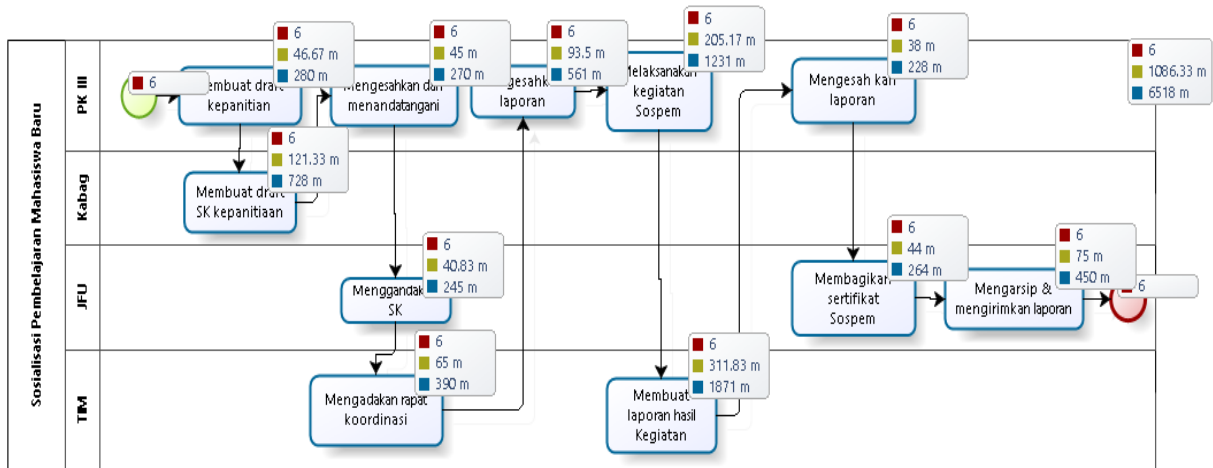 Sosialisasi Pembelajaran Mahasiswa Baru
PK III
6
Membuat draft
kepanitian
6
46.67 m
280 m
Mengesahkan dan
menandatangani
6
45 m
270 m
laporan
6
93.5 m
561 m
Melaksanakan
kegiatan
Sospem
6
205.17 m
1231 m
Mengesah kan
laporan
6
38 m
228 m
6
1086.33 m
6518 m
Kabag
Membuat draft
SK kepanitiaan
6
121.33 m
728 m
JFU
SK
6
40.83 m
245 m
Membagikan
sertifikat
Sospem
6
44 m
264 m
Mengarsip &
mengirimkan laporan
6
75 m
450 m
6
TIM
Mengadakan rapat
koordinasi
6
65 m
390 m
Membuat
laporan hasil
Kegiatan
6
311.83 m
1871 m